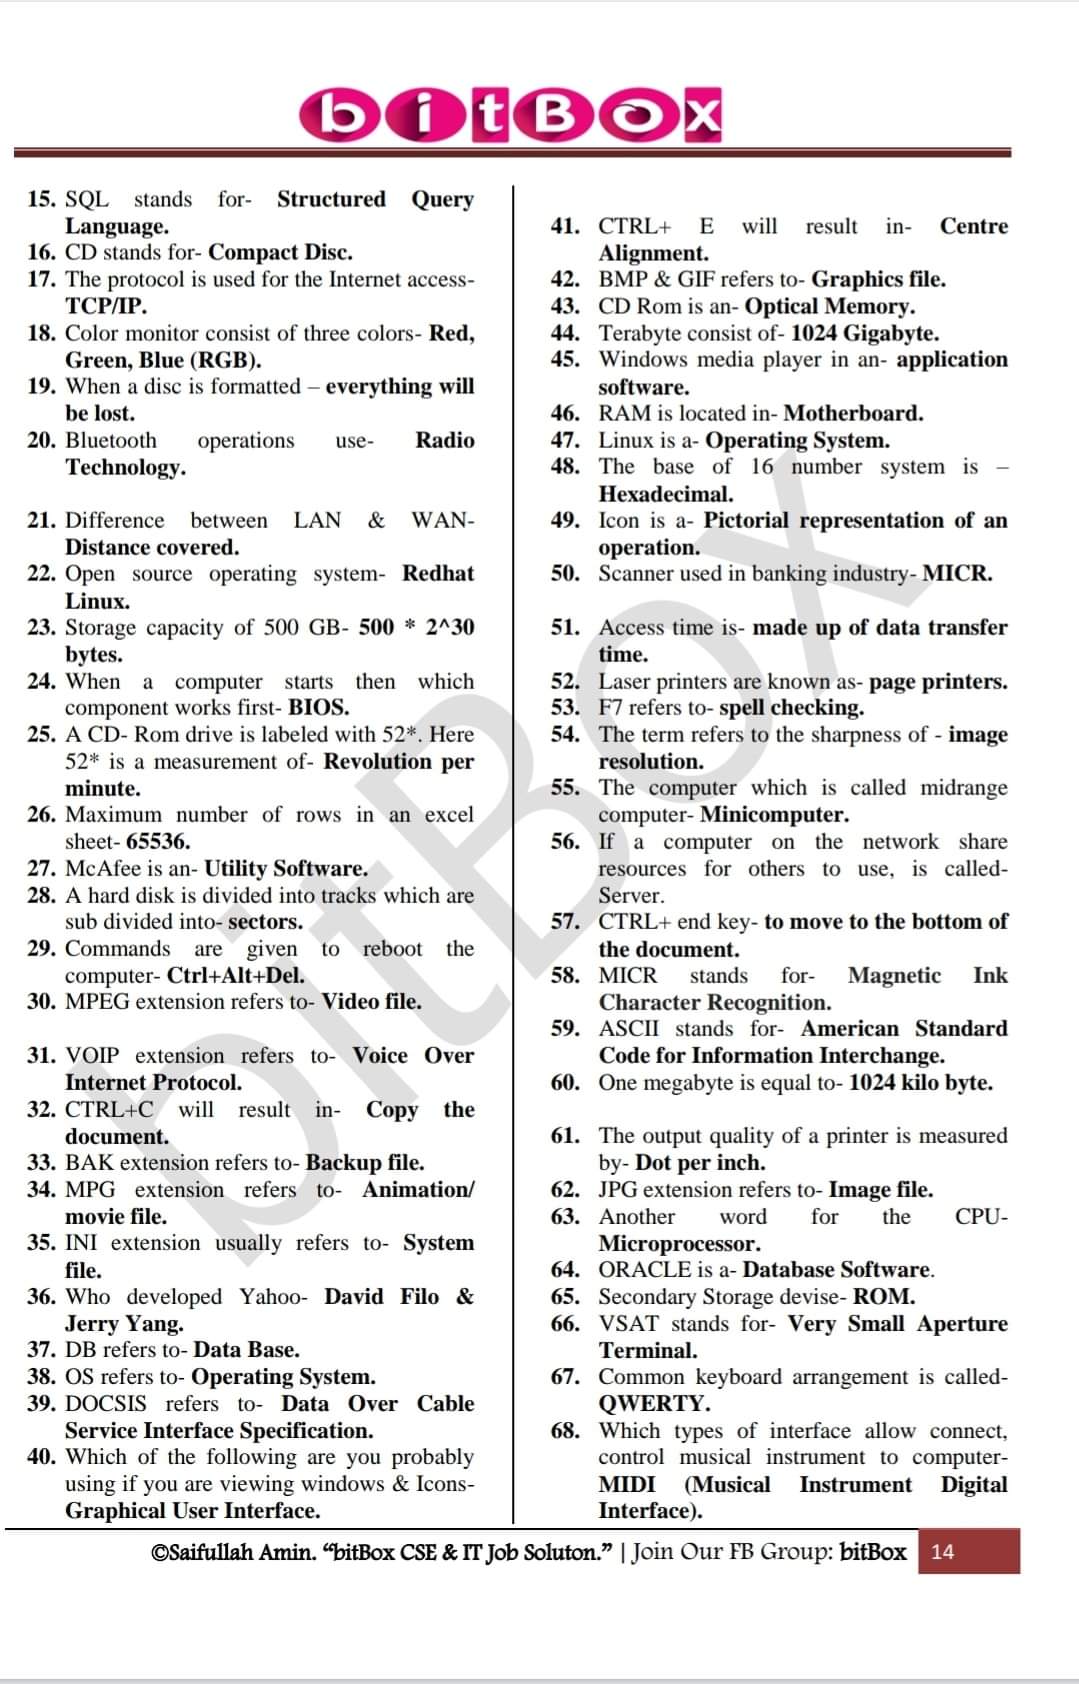 bitBox
15. SQL stands for- Structured Query
Language.
16. CD stands for- Compact Disc.
17. The protocol is used for the Internet access-
TCP/IP.
18. Color monitor consist of three colors- Red,
Green, Blue (RGB).
19. When a disc is formatted – everything will
be lost.
20. Bluetooth operations use- Radio
Technology.
21. Difference between LAN & WAN-
Distance covered.
22. Open source operating system- Redhat
Linux.
23. Storage capacity of 500 GB- 500 * 2^30
bytes.
24. When a computer starts then which
component works first- BIOS.
25. A CD- Rom drive is labeled with 52*. Here
52* is a measurement of- Revolution per
minute.
26. Maximum number of rows in an excel
sheet- 65536.
27. McAfee is an- Utility Software.
28. A hard disk is divided into tracks which are
sub divided into- sectors.
29. Commands are given to reboot the
computer- Ctrl+Alt+Del.
30. MPEG extension refers to- Video file.
31. VOIP extension refers to- Voice Over
Internet Protocol.
32. CTRL+C will result in- Copy the
document.
33. BAK extension refers to- Backup file.
34. MPG extension refers to- Animation/
movie file.
35. INI extension usually refers to- System
file.
36. Who developed Yahoo- David Filo &
Jerry Yang.
37. DB refers to- Data Base.
38. OS refers to- Operating System.
39. DOCSIS refers to- Data Over Cable
Service Interface Specification.
40. Which of the following are you probably
using if you are viewing windows & Icons-
Graphical User Interface.
41. CTRL+ E will result in- Centre
Alignment.
42. BMP & GIF refers to- Graphics file.
43. CD Rom is an- Optical Memory.
44. Terabyte consist of- 1024 Gigabyte.
45. Windows media player in an- application
software.
46. RAM is located in- Motherboard.
47. Linux is a- Operating System.
48. The base of 16 number system is –
Hexadecimal.
49. Icon is a- Pictorial representation of an
operation.
50. Scanner used in banking industry- MICR.
51. Access time is- made up of data transfer
time.
52. Laser printers are known as- page printers.
53. F7 refers to- spell checking.
54. The term refers to the sharpness of - image
resolution.
55. The computer which is called midrange
computer- Minicomputer.
56. If a computer on the network share
resources for others to use, is called-
Server.
57. CTRL+ end key- to move to the bottom of
the document.
58. MICR stands for- Magnetic Ink
Character Recognition.
59. ASCII stands for- American Standard
Code for Information Interchange.
60. One megabyte is equal to- 1024 kilo byte.
61. The output quality of a printer is measured
by- Dot per inch.
62. JPG extension refers to- Image file.
63. Another word for the CPU-
Microprocessor.
64. ORACLE is a- Database Software.
65. Secondary Storage devise- ROM.
66. VSAT stands for- Very Small Aperture
Terminal.
67. Common keyboard arrangement is called-
QWERTY.
68. Which types of interface allow connect,
control musical instrument to computer-
MIDI (Musical Instrument Digital
Interface).
bitBox
©Saifullah Amin. “bitBox CSE & IT Job Soluton.” | Join Our FB Group: bitBox 14